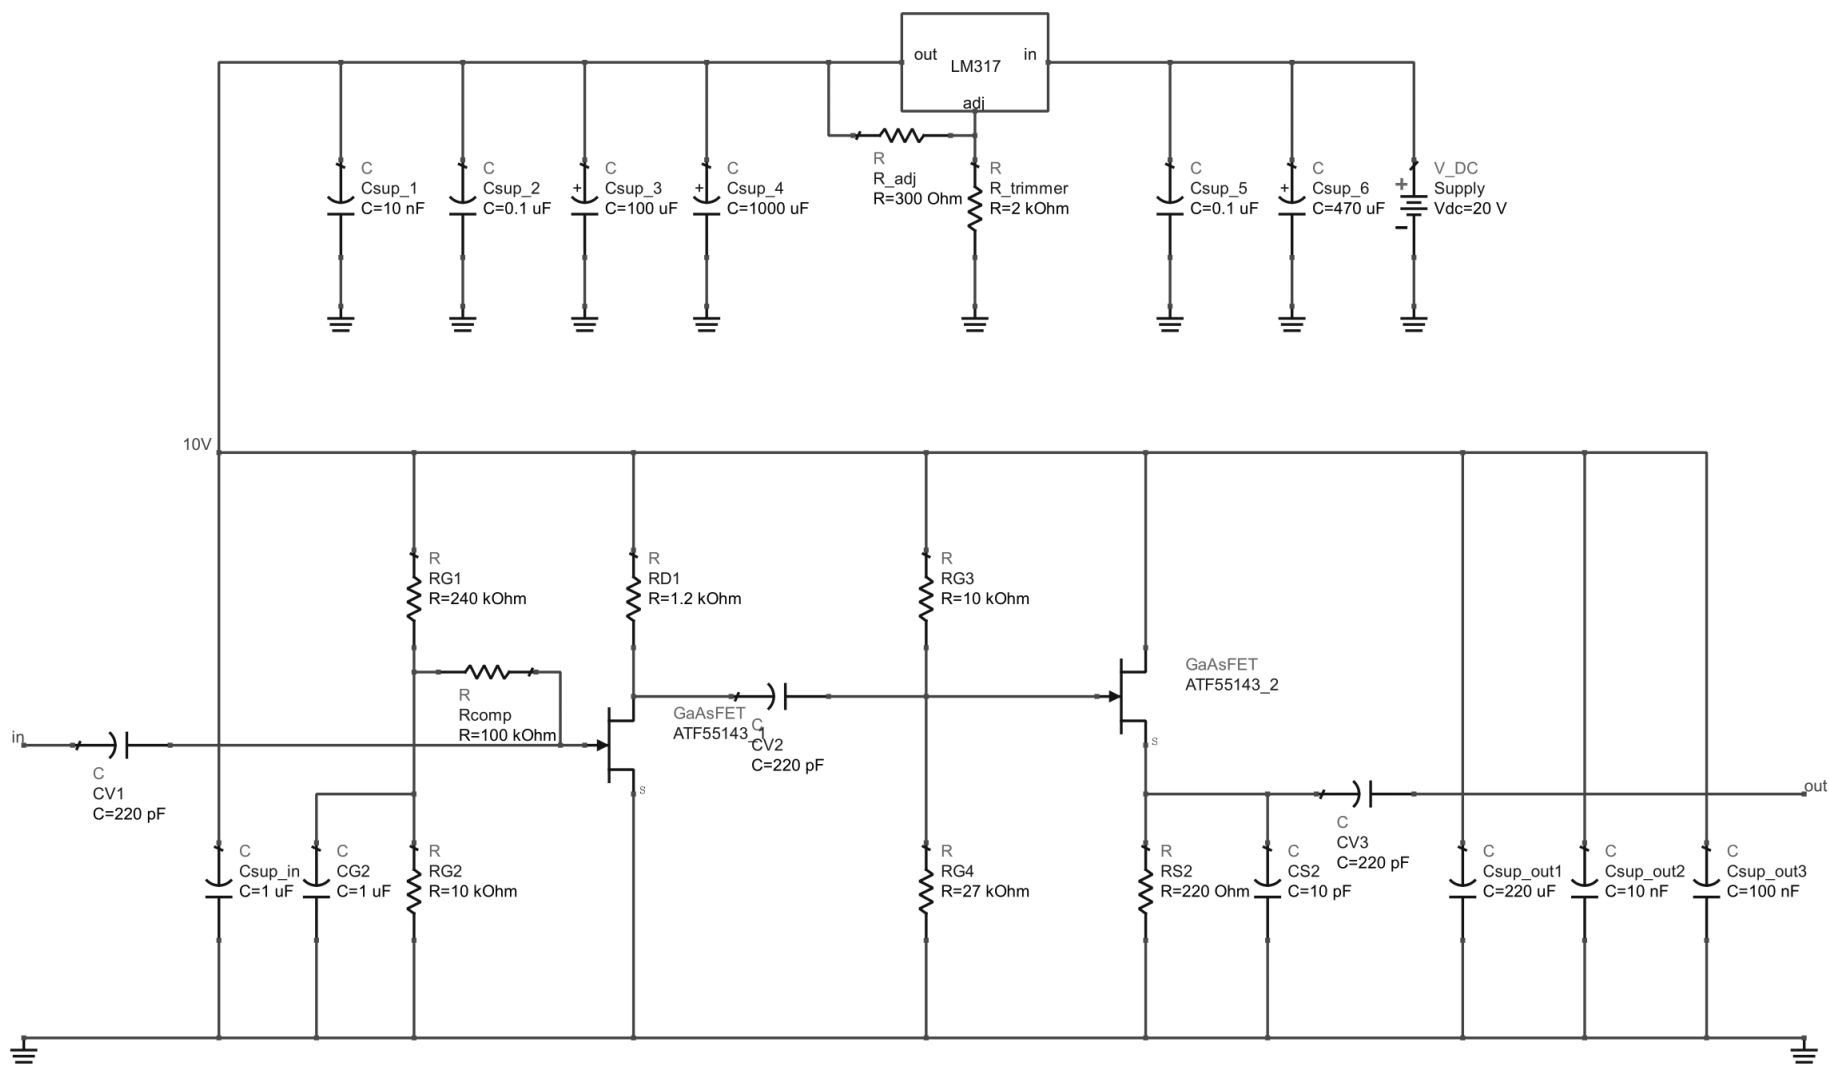 out
in
LM317
adj
C
Csup_1
C=10 nF
C
Csup_2
C=0.1 uF
C
+
Csup_3
C=100 uF
C
+
Csup_4
C=1000 uF
R
R_adj
R=300 Ohm
R
R_trimmer
R=2 kOhm
C
Csup_5
C=0.1 uF
C
+
Csup_6
C=470 uF
V_DC
+
Supply
Vdc=20 V
-
10V
R
RG1
R=240 kOhm
R
RD1
R=1.2 kOhm
R
RG3
R=10 kOhm
R
Rcomp
R=100 kOhm
GaAsFET
ATF55143_1
GaAsFET
ATF55143_2
in
C
CV1
C=220 pF
s
C
CV2
C=220 pF
s
out
C
CV3
C=220 pF
C
Csup_in
C=1 uF
C
CG2
C=1 uF
R
RG2
R=10 kOhm
R
RG4
R=27 kOhm
R
RS2
R=220 Ohm
C
CS2
C=10 pF
C
Csup_out1
C=220 uF
C
Csup_out2
C=10 nF
C
Csup_out3
C=100 nF